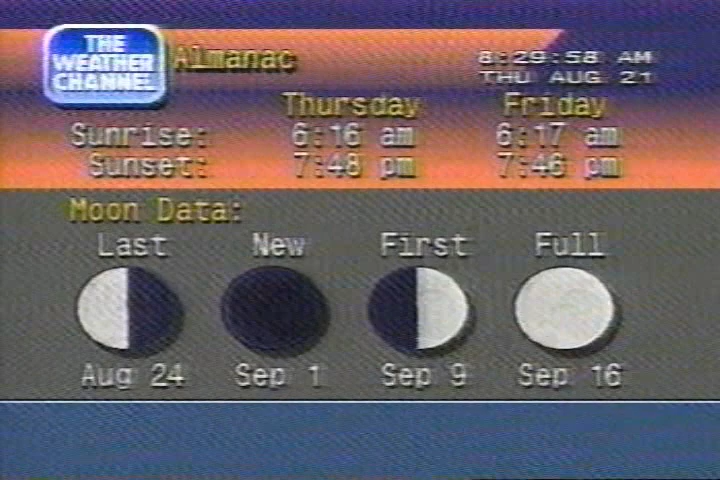 THE
WEATHER
CHANNEL
Almanac
8:29:58 AM
THU AUG 21
Thursday Friday
Sunrise: 6:16 am 6:17 am
Sunset: 7:48 pm 7:46 pm
Moon Data:
Last New First Full
Aug 24 Sep 1 Sep 9 Sep 16